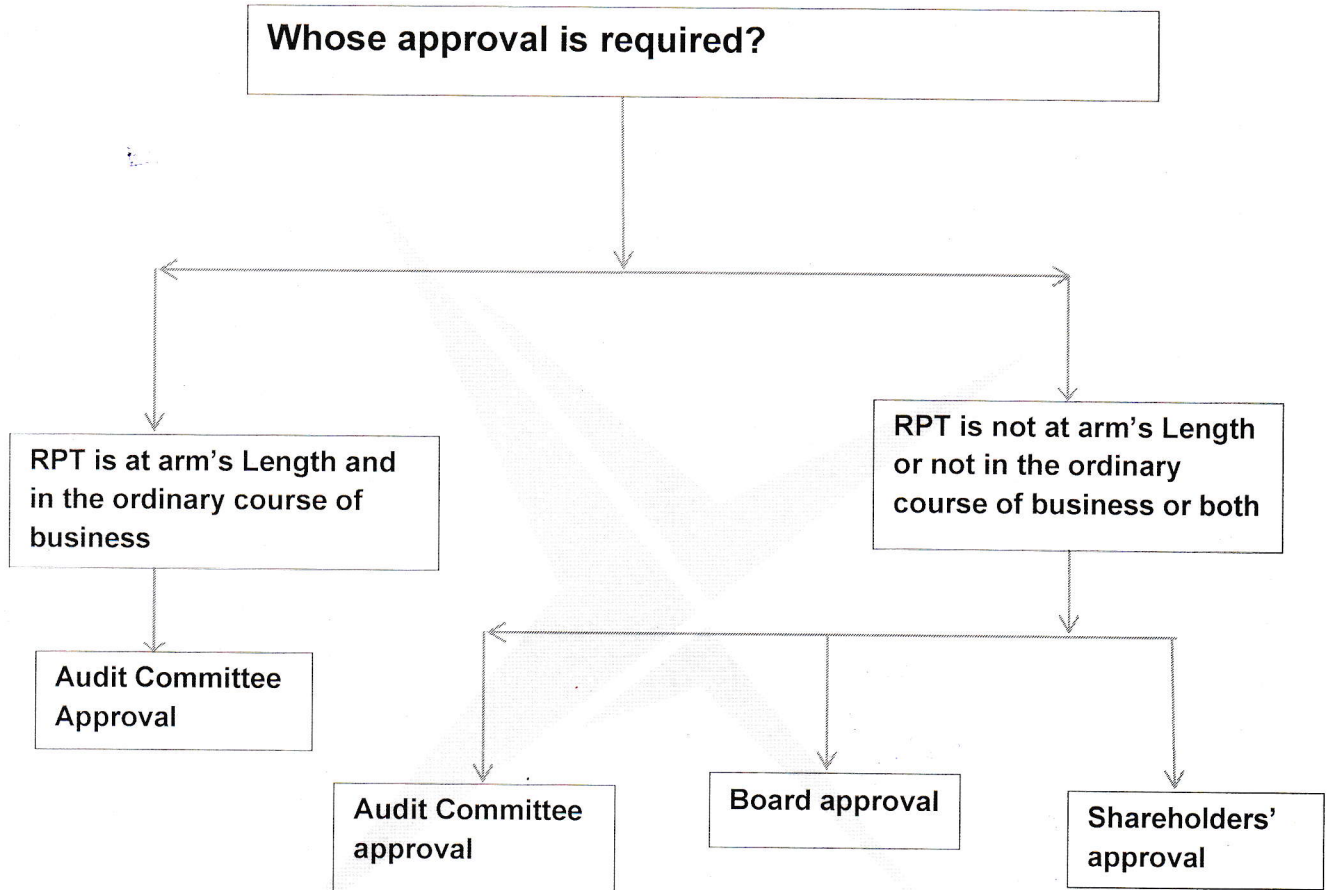 Whose approval is required?
RPT is at arm's Length and
in the ordinary course of
business
RPT is not at arm's Length
or not in the ordinary
course of business or both
Audit Committee
Approval
Audit Committee
approval
Board approval
Shareholders'
approval